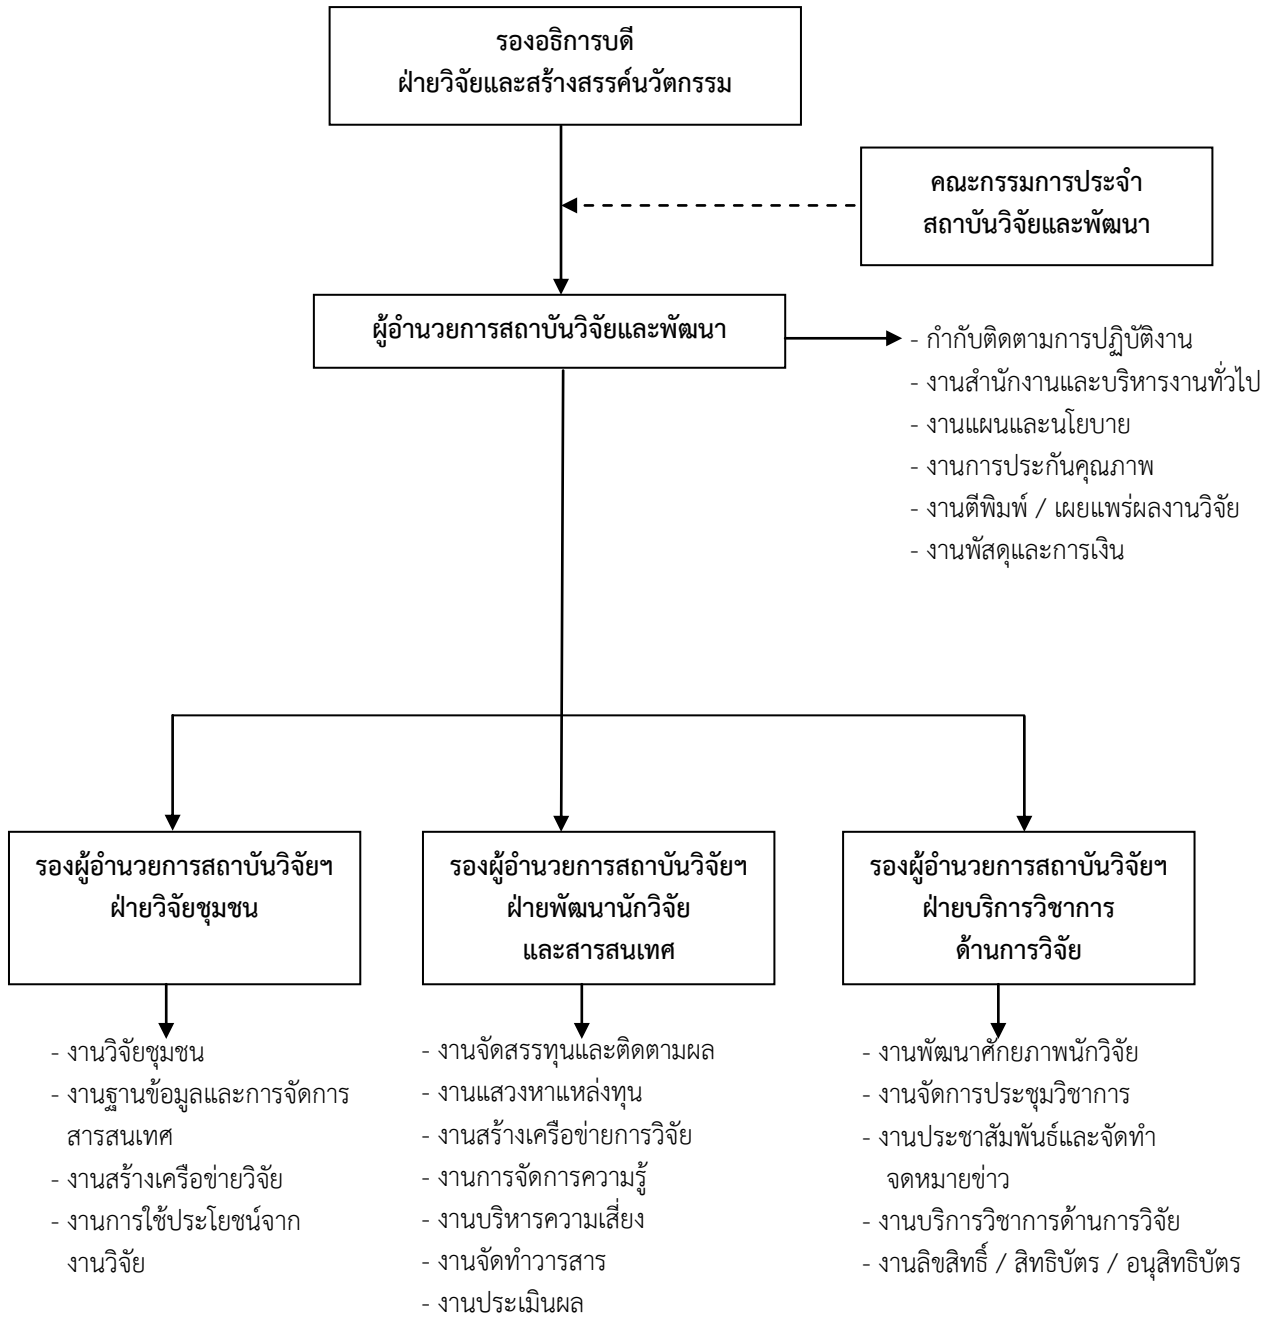 รองอธิการบดี
ฝ่ายวิจัยและสร้างสรรค์นวัตกรรม
คณะกรรมการประจำ
สถาบันวิจัยและพัฒนา
ผู้อำนวยการสถาบันวิจัยและพัฒนา
- กำกับติดตามการปฏิบัติงาน
- งานสำนักงานและบริหารงานทั่วไป
- งานแผนและนโยบาย
- งานการประกันคุณภาพ
- งานตีพิมพ์ / เผยแพร่ผลงานวิจัย
- งานพัสดุและการเงิน
รองผู้อำนวยการสถาบันวิจัยฯ
ฝ่ายวิจัยชุมชน
- งานวิจัยชุมชน
- งานฐานข้อมูลและการจัดการ
สารสนเทศ
- งานสร้างเครือข่ายวิจัย
- งานการใช้ประโยชน์จาก
งานวิจัย
รองผู้อำนวยการสถาบันวิจัยฯ
ฝ่ายพัฒนานักวิจัย
และสารสนเทศ
- งานจัดสรรทุนและติดตามผล
- งานแสวงหาแหล่งทุน
- งานสร้างเครือข่ายการวิจัย
- งานการจัดการความรู้
- งานบริหารความเสี่ยง
- งานจัดทำวารสาร
- งานประเมินผล
รองผู้อำนวยการสถาบันวิจัยฯ
ฝ่ายบริการวิชาการ
ด้านการวิจัย
- งานพัฒนาศักยภาพนักวิจัย
- งานจัดการประชุมวิชาการ
- งานประชาสัมพันธ์และจัดทำ
จดหมายข่าว
- งานบริการวิชาการด้านการวิจัย
- งานลิขสิทธิ์ / สิทธิบัตร / อนุสิทธิบัตร